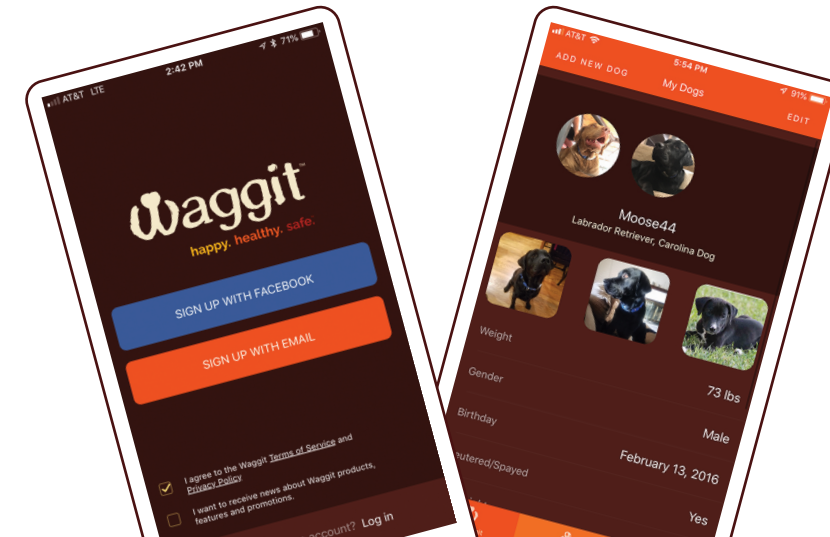 AT&T LTE
2:42 PM
71%
Waggit™
happy. healthy. safe.
SIGN UP WITH FACEBOOK
SIGN UP WITH EMAIL
I agree to the Waggit Terms of Service and
Privacy Policy
I want to receive news about Waggit products,
features and promotions.
account? Log in
AT&T
5:54 PM
91%
ADD NEW DOG
My Dogs
EDIT
Moose44
Labrador Retriever, Carolina Dog
Weight
73 lbs
Gender
Male
Birthday
February 13, 2016
eutered/Spayed
Yes